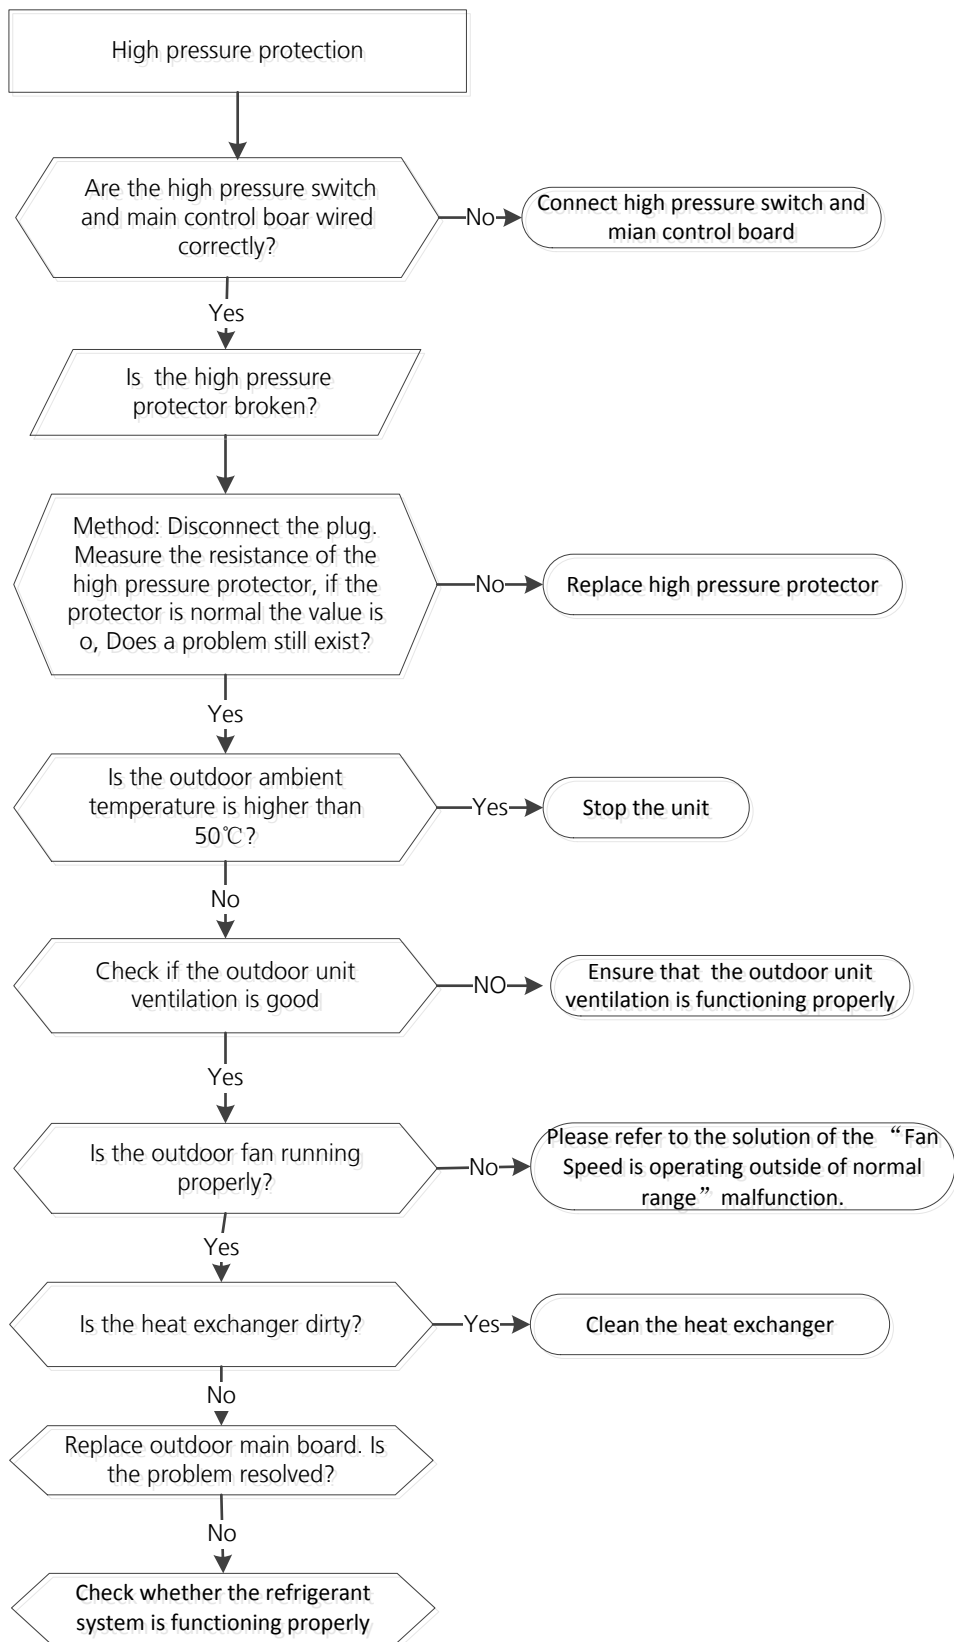 High pressure protection
Are the high pressure switch
and main control boar wired
correctly?
No
Connect high pressure switch and
mian control board
Yes
Is the high pressure
protector broken?
Method: Disconnect the plug.
Measure the resistance of the
high pressure protector, if the
protector is normal the value is
o, Does a problem still exist?
No
Replace high pressure protector
Yes
Is the outdoor ambient
temperature is higher than
50℃?
Yes
Stop the unit
No
Check if the outdoor unit
ventilation is good
NO
Ensure that the outdoor unit
ventilation is functioning properly
Yes
Is the outdoor fan running
properly?
No
Please refer to the solution of the “Fan
Speed is operating outside of normal
range” malfunction.
Yes
Is the heat exchanger dirty?
Yes
Clean the heat exchanger
No
Replace outdoor main board. Is
the problem resolved?
No
Check whether the refrigerant
system is functioning properly